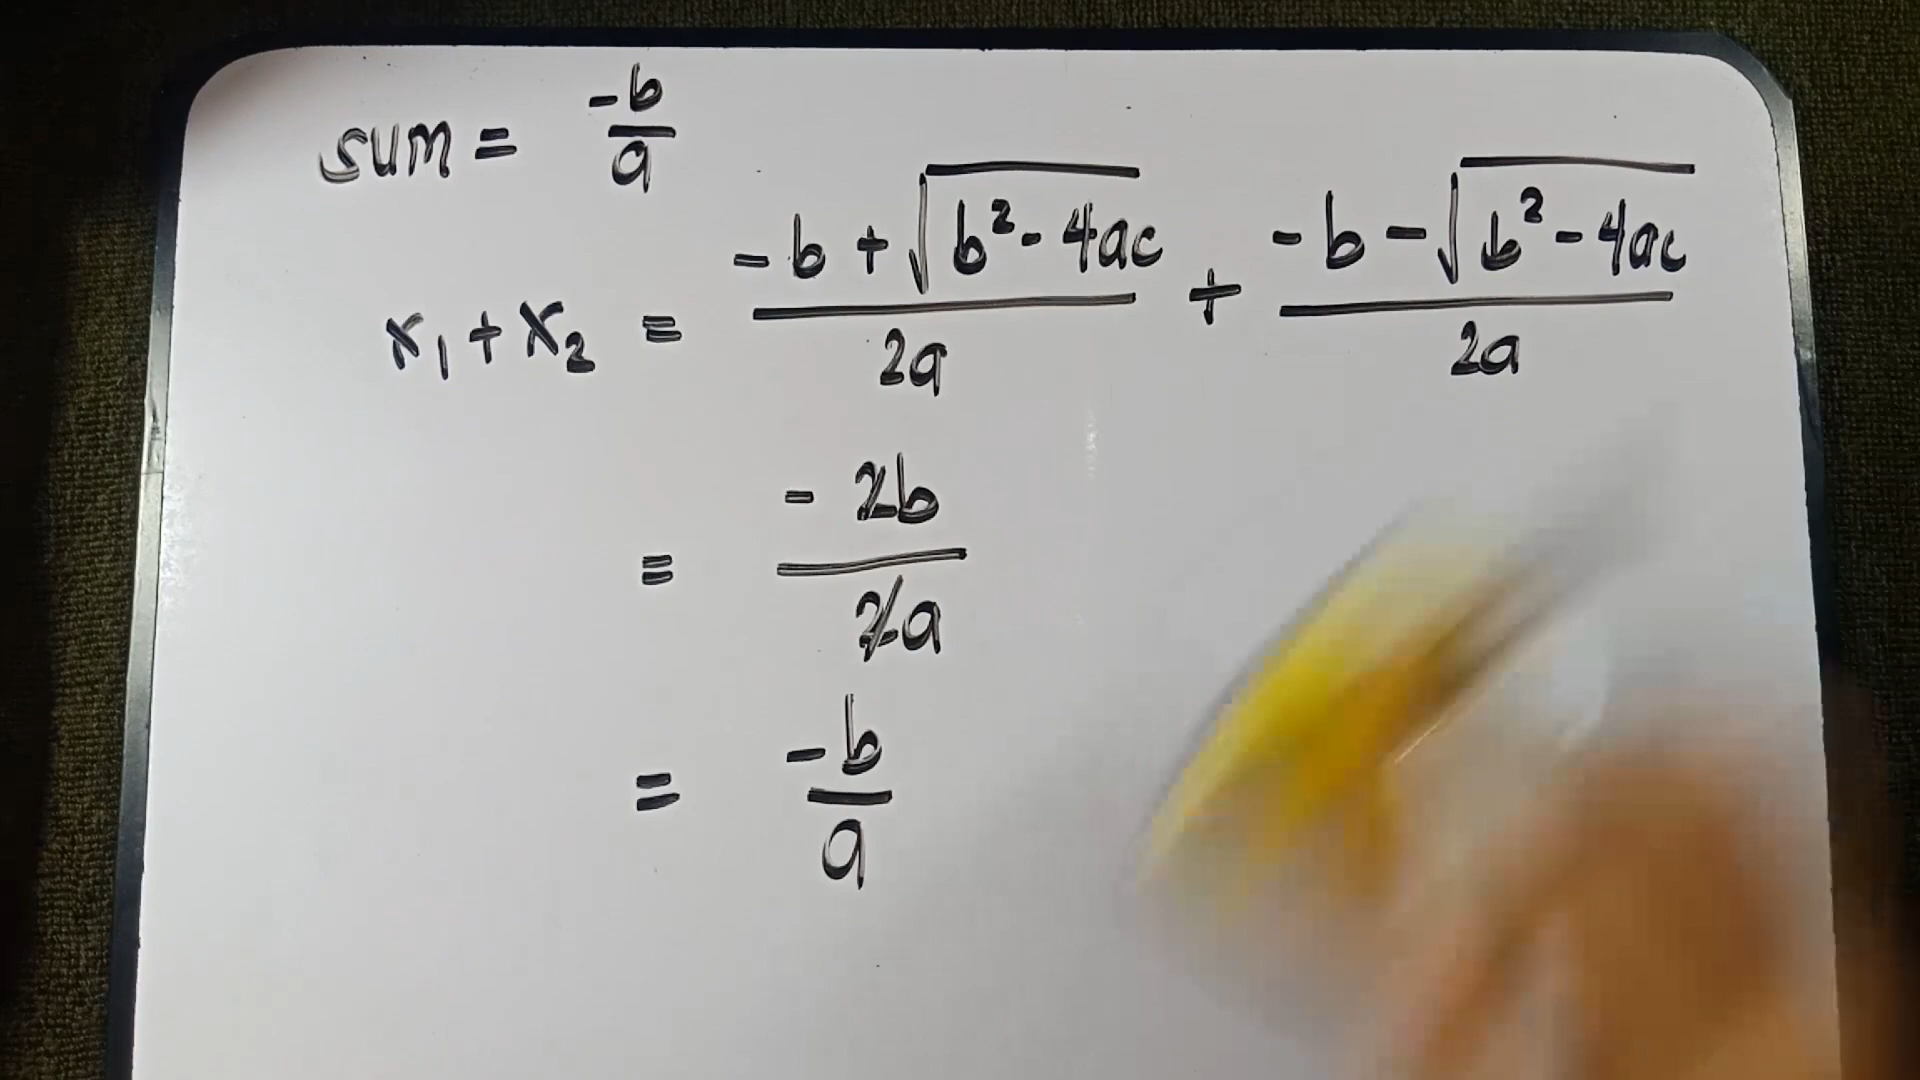 sum = -b/a
x₁ + x₂ = (-b + √(b² - 4ac))/2a + (-b - √(b² - 4ac))/2a
= -2b/2a
= -b/a